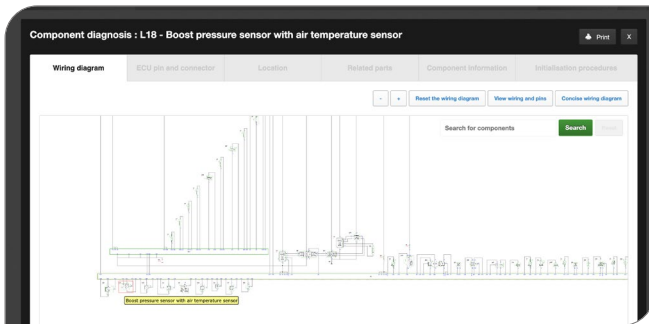 Component diagnosis : L18 - Boost pressure sensor with air temperature sensor
Print X
Wiring diagram ECU pin and connector Location Related parts Component information Initialisation procedures
- + Reset the wiring diagram View wiring and pins Concise wiring diagram
Search for components Search
Boost pressure sensor with air temperature sensor